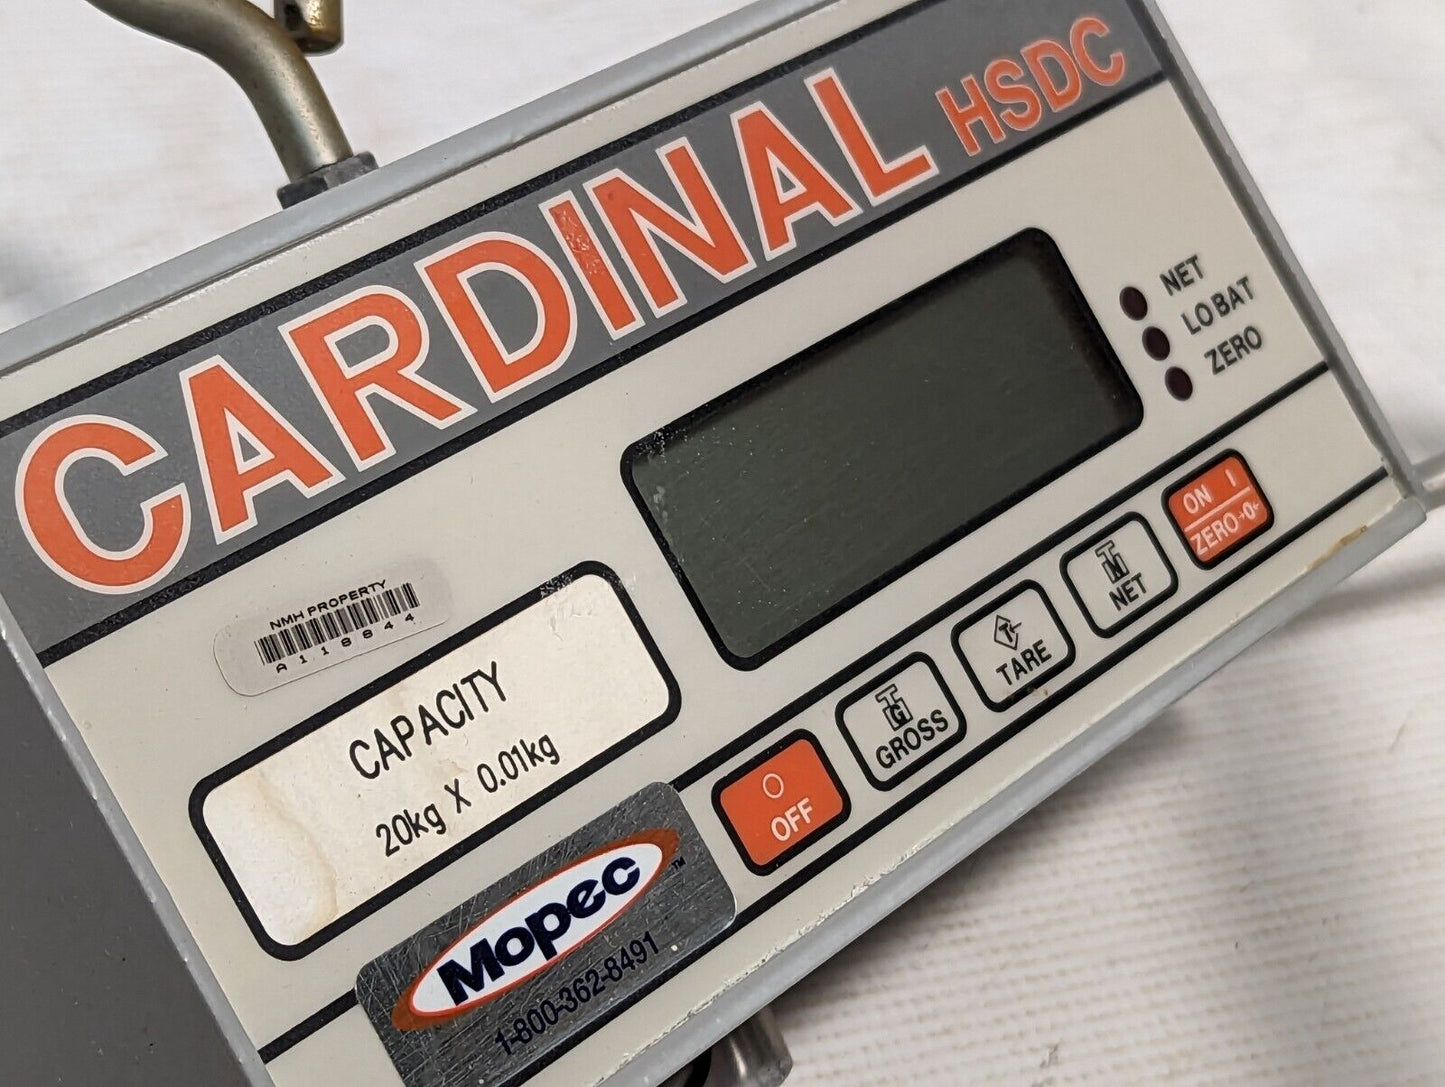 CARDINAL HSDC
NET
LO BAT
ZERO
NMH PROPERTY
A118844
CAPACITY
20kg X 0.01kg
OFF
G
GROSS
T
TARE
N
NET
ON I
ZERO →0←
Mopec™
1-800-362-8491